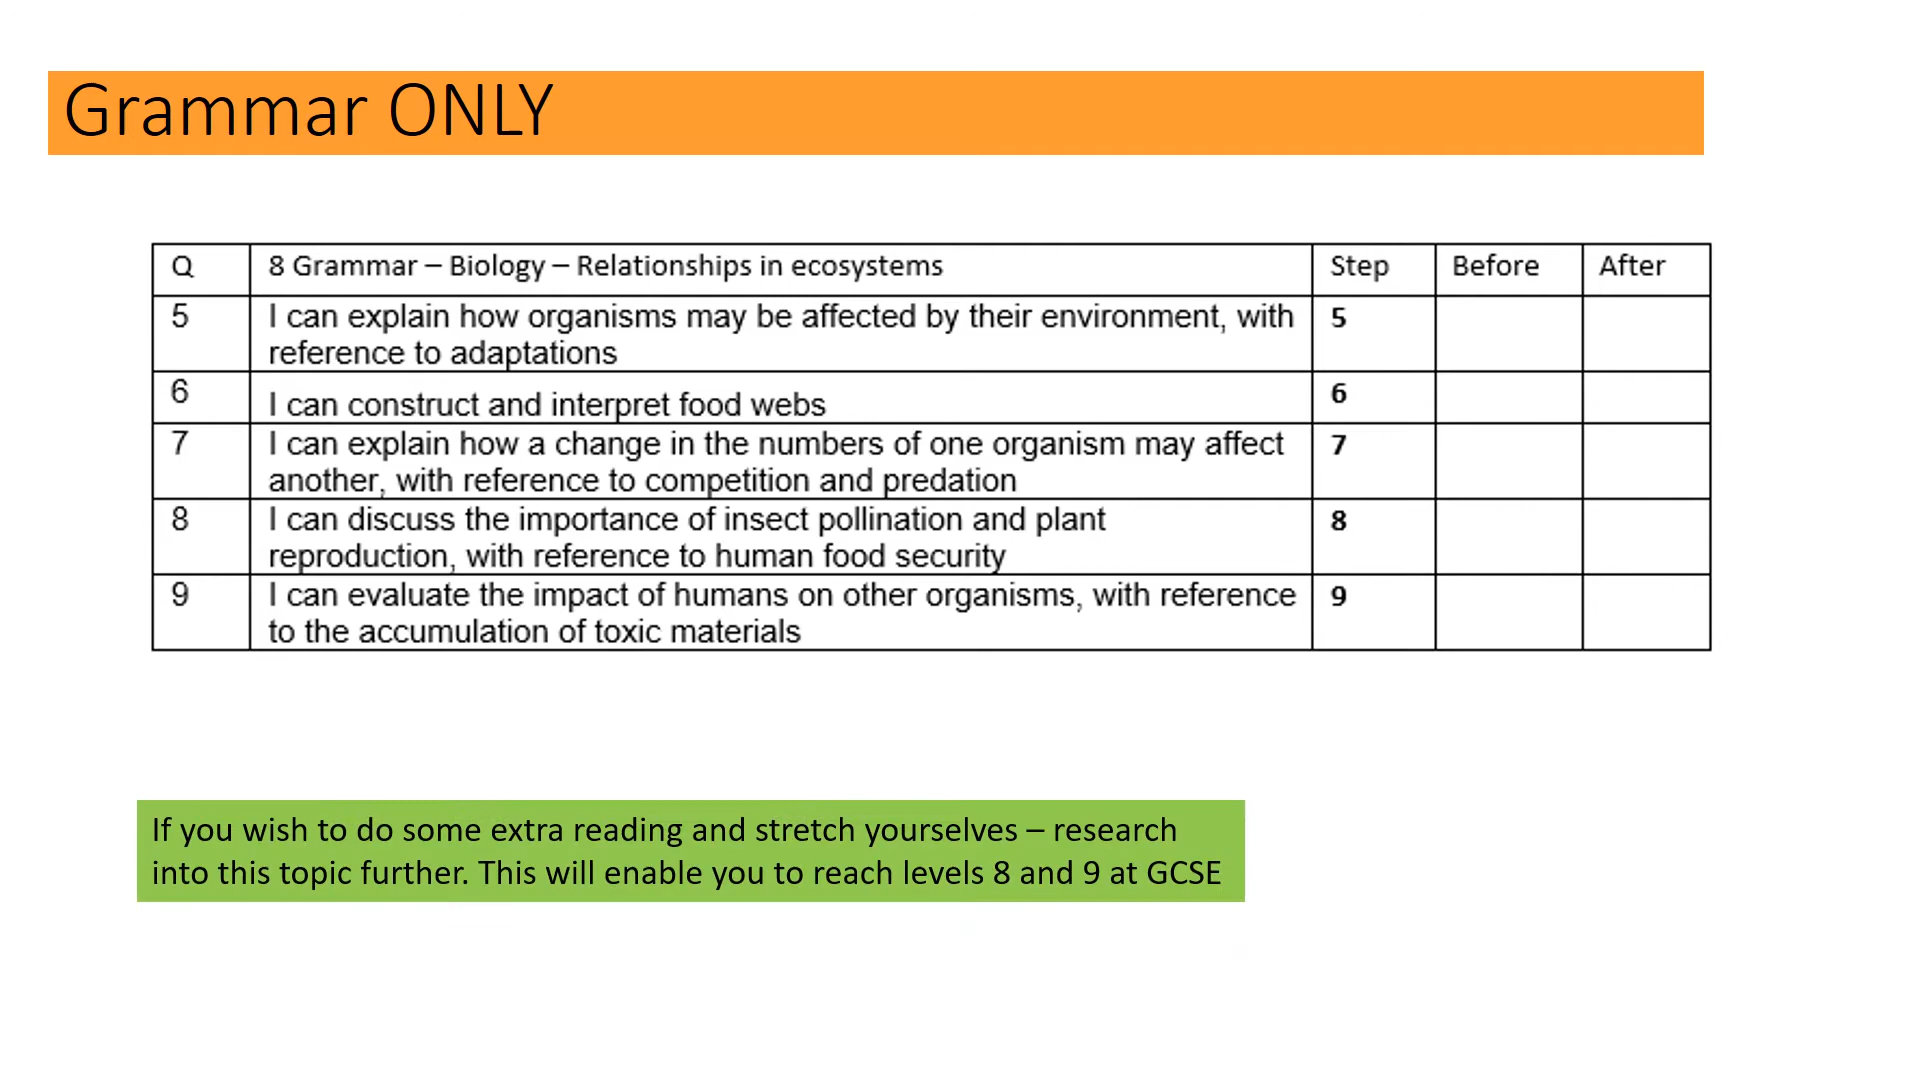 Grammar ONLY
Q 8 Grammar – Biology – Relationships in ecosystems Step Before After
5 I can explain how organisms may be affected by their environment, with 5
reference to adaptations
6 I can construct and interpret food webs 6
7 I can explain how a change in the numbers of one organism may affect 7
another, with reference to competition and predation
8 I can discuss the importance of insect pollination and plant 8
reproduction, with reference to human food security
9 I can evaluate the impact of humans on other organisms, with reference 9
to the accumulation of toxic materials
If you wish to do some extra reading and stretch yourselves – research
into this topic further. This will enable you to reach levels 8 and 9 at GCSE